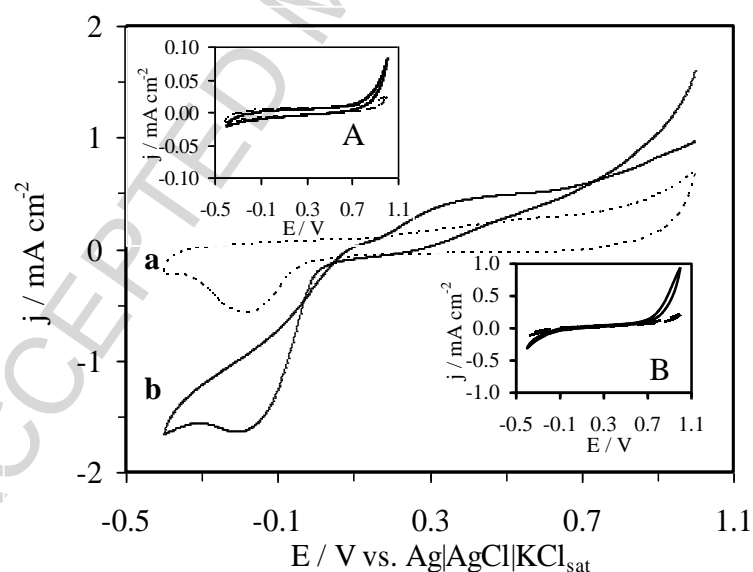 2
1
0
-1
-2
j / mA cm-2
-0.5
-0.1
0.3
0.7
1.1
E / V vs. Ag|AgCl|KClsat
a
b
0.10
0.05
0.00
-0.05
-0.10
j / mA cm-2
A
-0.5 -0.1 0.3 0.7 1.1
E / V
1.0
0.5
0.0
-0.5
-1.0
j / mA cm-2
B
-0.5 -0.1 0.3 0.7 1.1
E / V